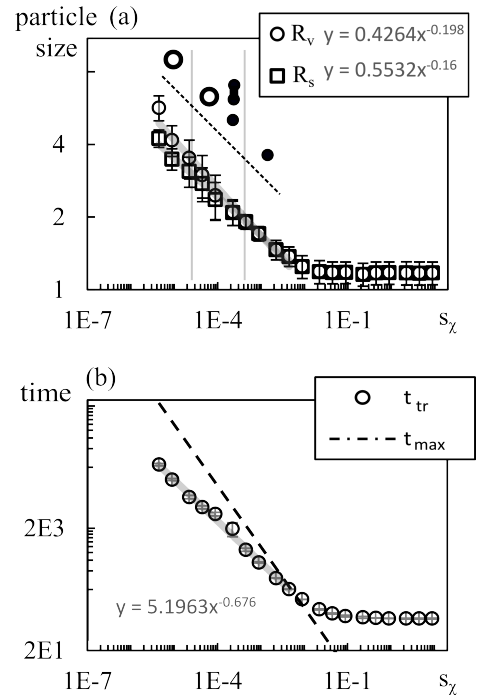 particle (a)
size
R_v y = 0.4264x^-0.198
R_s y = 0.5532x^-0.16
4
2
1
1E-7 1E-4 1E-1 s_χ
time (b)
t_tr
t_max
2E3
y = 5.1963x^-0.676
2E1
1E-7 1E-4 1E-1 s_χ